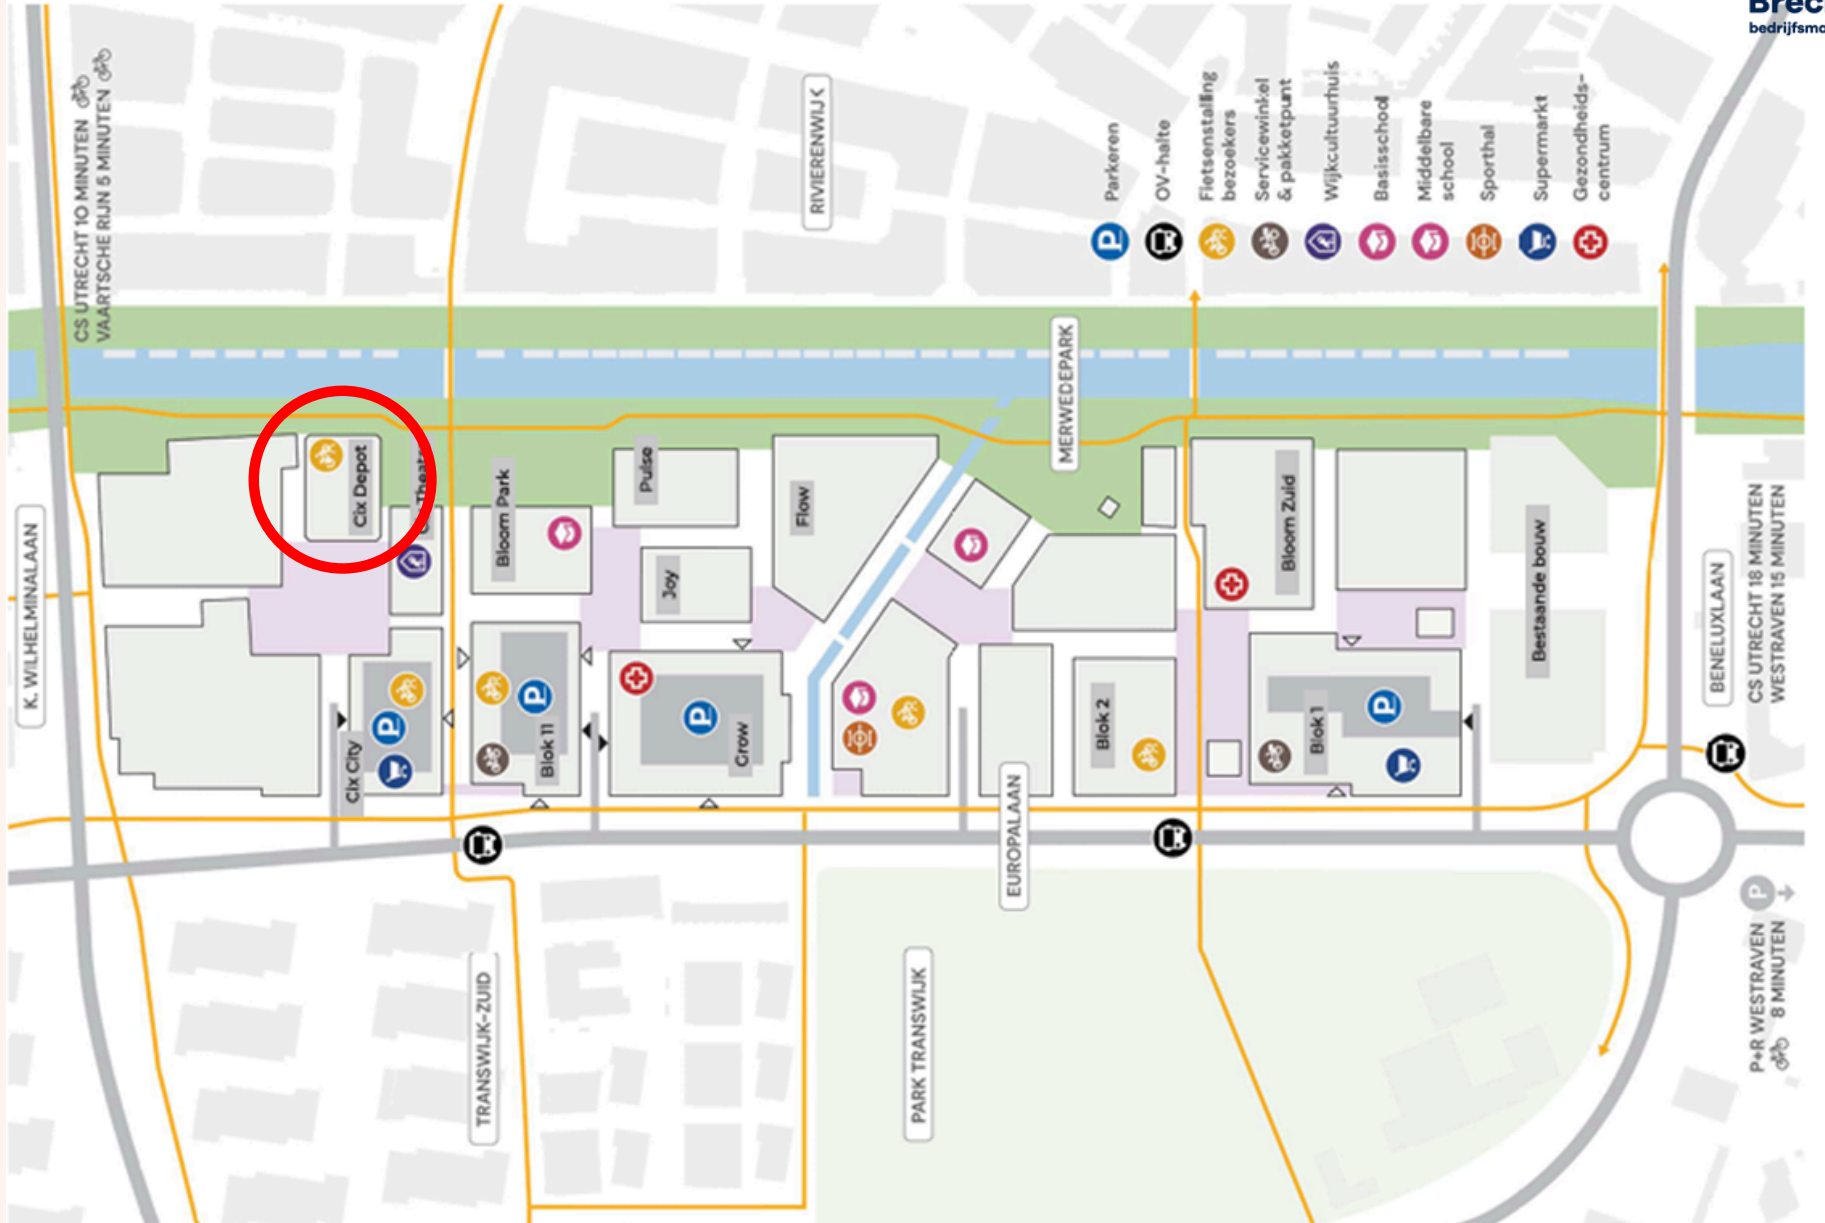 Brec
bedrijfsma
CS UTRECHT 10 MINUTEN
VAARTSCHE RIJN 5 MINUTEN
RIVIERENWIJK
Parkeren
OV-halte
Fietsenstalling
bezoekers
Servicewinkel
& pakketpunt
Wijkcultuurhuis
Basisschool
Middelbare
school
Sporthal
Supermarkt
Gezondheids-
centrum
MERWEDEPARK
K. WILHELMINALAAN
Cix Depot
Theater
Bloom Park
Pulse
Joy
Flow
Bloom Zuid
Bestaande bouw
BENELUXLAAN
CS UTRECHT 18 MINUTEN
WESTRAVEN 15 MINUTEN
Cix City
P
Blok 11
P
Grow
P
Blok 2
Blok 1
P
EUROPALAAN
TRANSWIJK-ZUID
PARK TRANSWIJK
P
P+R WESTRAVEN
8 MINUTEN
P